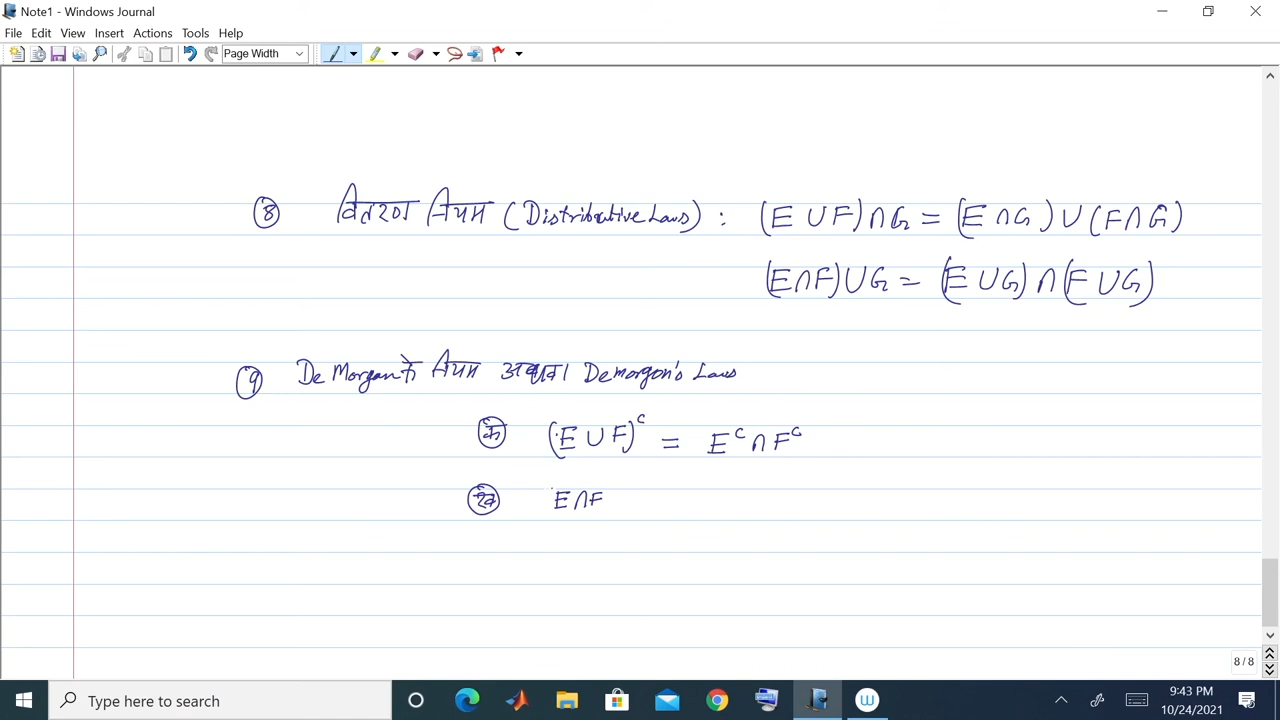 Note1 - Windows Journal
File Edit View Insert Actions Tools Help
Page Width
8 वितरण नियम (Distributive Laws) : (E ∪ F) ∩ G = (E ∩ G) ∪ (F ∩ G)
(E ∩ F) ∪ G = (E ∪ G) ∩ (F ∪ G)
9 De Morgan के नियम अथवा Demorgon's Laws
क (E ∪ F)ᶜ = Eᶜ ∩ Fᶜ
ख E ∩ F
8 / 8
Type here to search
9:43 PM
10/24/2021